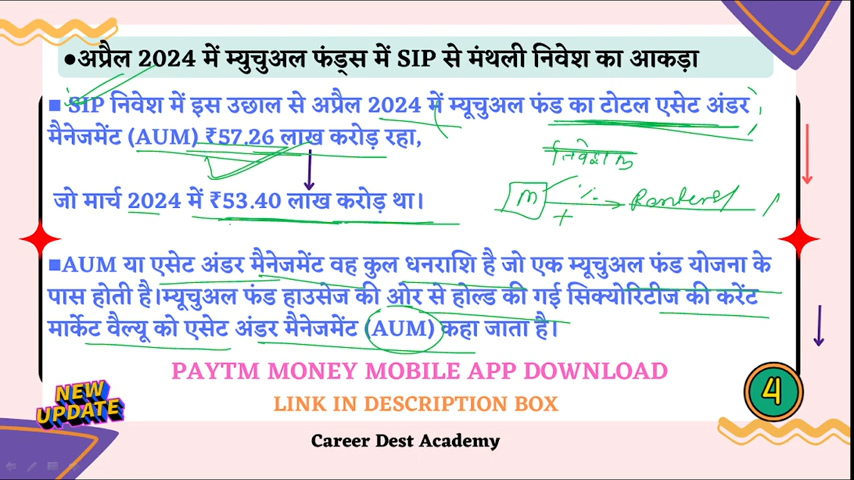 ●अप्रैल 2024 में म्युचुअल फंड्स में SIP से मंथली निवेश का आकड़ा
■ SIP निवेश में इस उछाल से अप्रैल 2024 में म्यूचुअल फंड का टोटल एसेट अंडर
मैनेजमेंट (AUM) ₹57.26 लाख करोड़ रहा,
निवेशक
जो मार्च 2024 में ₹53.40 लाख करोड़ था।
m % +
■AUM या एसेट अंडर मैनेजमेंट वह कुल धनराशि है जो एक म्यूचुअल फंड योजना के
पास होती है।म्यूचुअल फंड हाउसेज की ओर से होल्ड की गई सिक्योरिटीज की करेंट
मार्केट वैल्यू को एसेट अंडर मैनेजमेंट (AUM) कहा जाता है।
PAYTM MONEY MOBILE APP DOWNLOAD
LINK IN DESCRIPTION BOX
NEW
UPDATE
4
Career Dest Academy